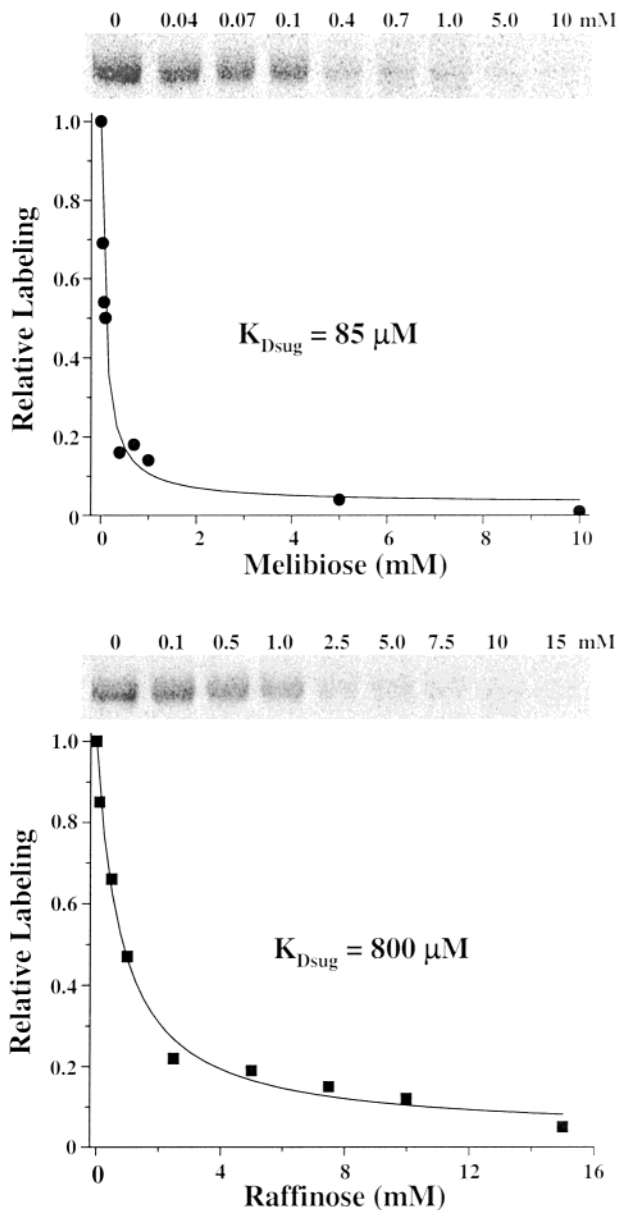 0 0.04 0.07 0.1 0.4 0.7 1.0 5.0 10 mM
1.0
0.8
0.6
0.4
0.2
0
Relative Labeling
K_Dsug = 85 μM
0 2 4 6 8 10
Melibiose (mM)
0 0.1 0.5 1.0 2.5 5.0 7.5 10 15 mM
1.0
0.8
0.6
0.4
0.2
0
Relative Labeling
K_Dsug = 800 μM
0 4 8 12 16
Raffinose (mM)